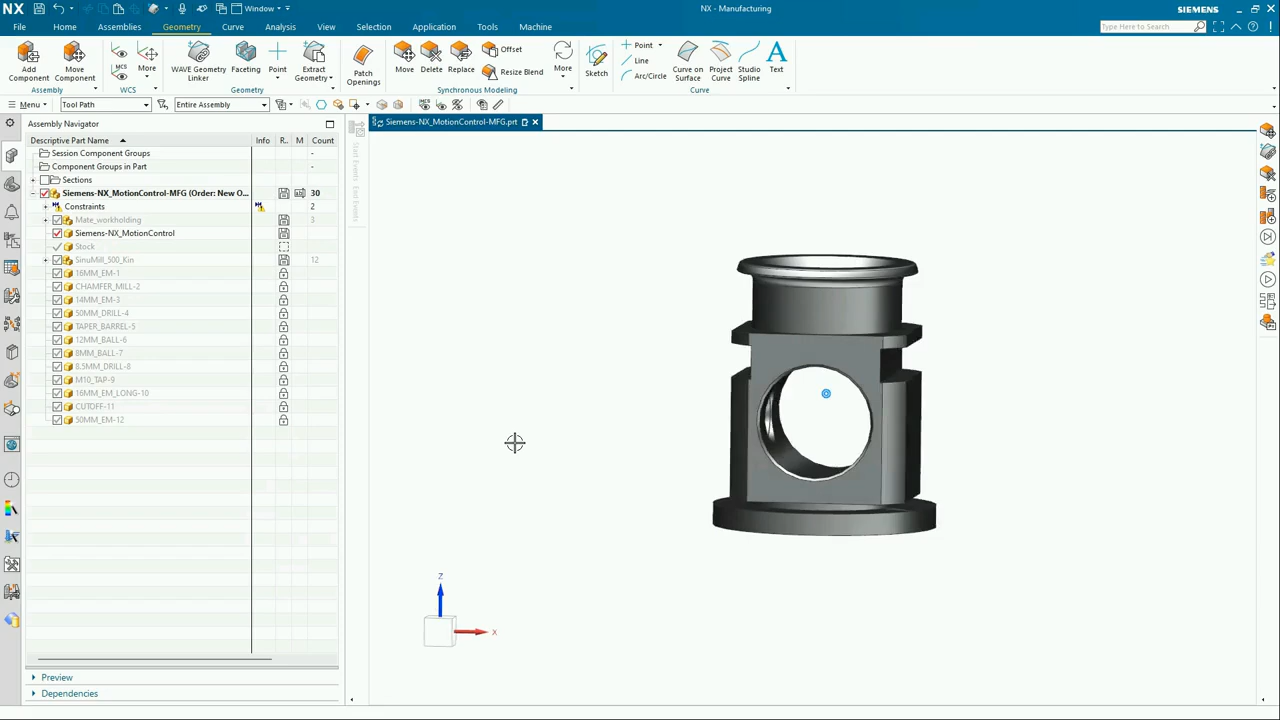 NX Window NX - Manufacturing SIEMENS
File Home Assemblies Geometry Curve Analysis View Selection Application Tools Machine Type Here to Search
Add Component Move Component MCS More WAVE Geometry Linker Faceting Point Extract Geometry Patch Openings Move Delete Replace Offset Resize Blend More Sketch Point Line Arc/Circle Curve on Surface Project Curve Studio Spline Text
Assembly WCS Geometry Synchronous Modeling Curve
Menu Tool Path Entire Assembly
Assembly Navigator Siemens-NX_MotionControl-MFG.prt
Descriptive Part Name Info R.. M Count
Session Component Groups -
Component Groups in Part -
Sections
Siemens-NX_MotionControl-MFG (Order: New O... 30
Constraints 2
Mate_workholding 3
Siemens-NX_MotionControl
Stock
SinuMill_500_Kin 12
16MM_EM-1
CHAMFER_MILL-2
14MM_EM-3
50MM_DRILL-4
TAPER_BARREL-5
12MM_BALL-6
8MM_BALL-7
8.5MM_DRILL-8
M10_TAP-9
16MM_EM_LONG-10
CUTOFF-11
50MM_EM-12
Z
X
Preview
Dependencies